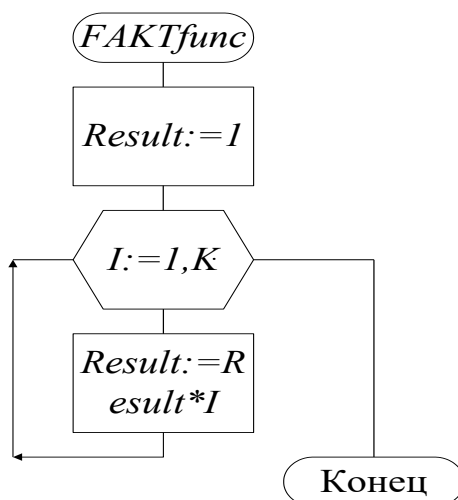 FAKTfunc
Result:=1
I:=1,K
Result:=R
esult*I
Конец